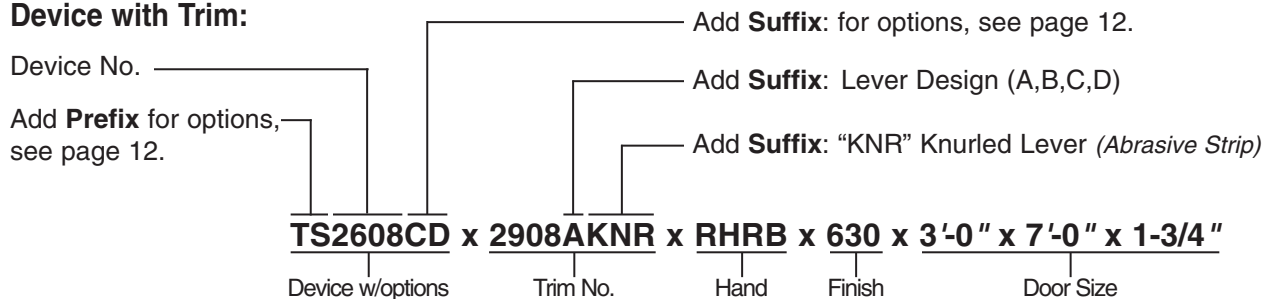 Device with Trim:
Add Suffix: for options, see page 12.
Device No.
Add Suffix: Lever Design (A,B,C,D)
Add Prefix for options,
see page 12.
Add Suffix: “KNR” Knurled Lever (Abrasive Strip)
TS2608CD x 2908AKNR x RHRB x 630 x 3'-0" x 7'-0" x 1-3/4"
Device w/options Trim No. Hand Finish Door Size